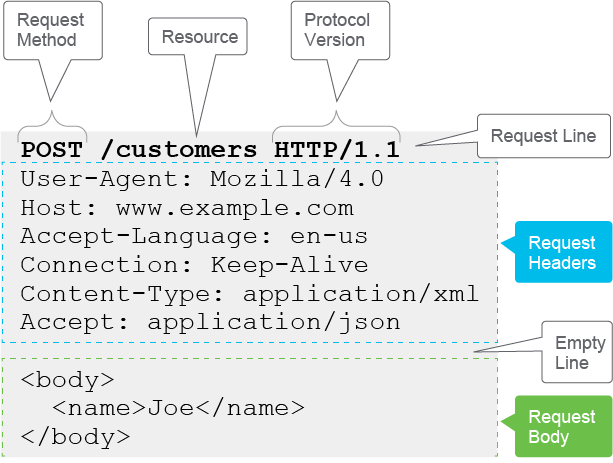 Request
Method
Resource
Protocol
Version
POST /customers HTTP/1.1
Request Line
User-Agent: Mozilla/4.0
Host: www.example.com
Accept-Language: en-us
Connection: Keep-Alive
Content-Type: application/xml
Accept: application/json
Request
Headers
Empty
Line
<body>
  <name>Joe</name>
</body>
Request
Body